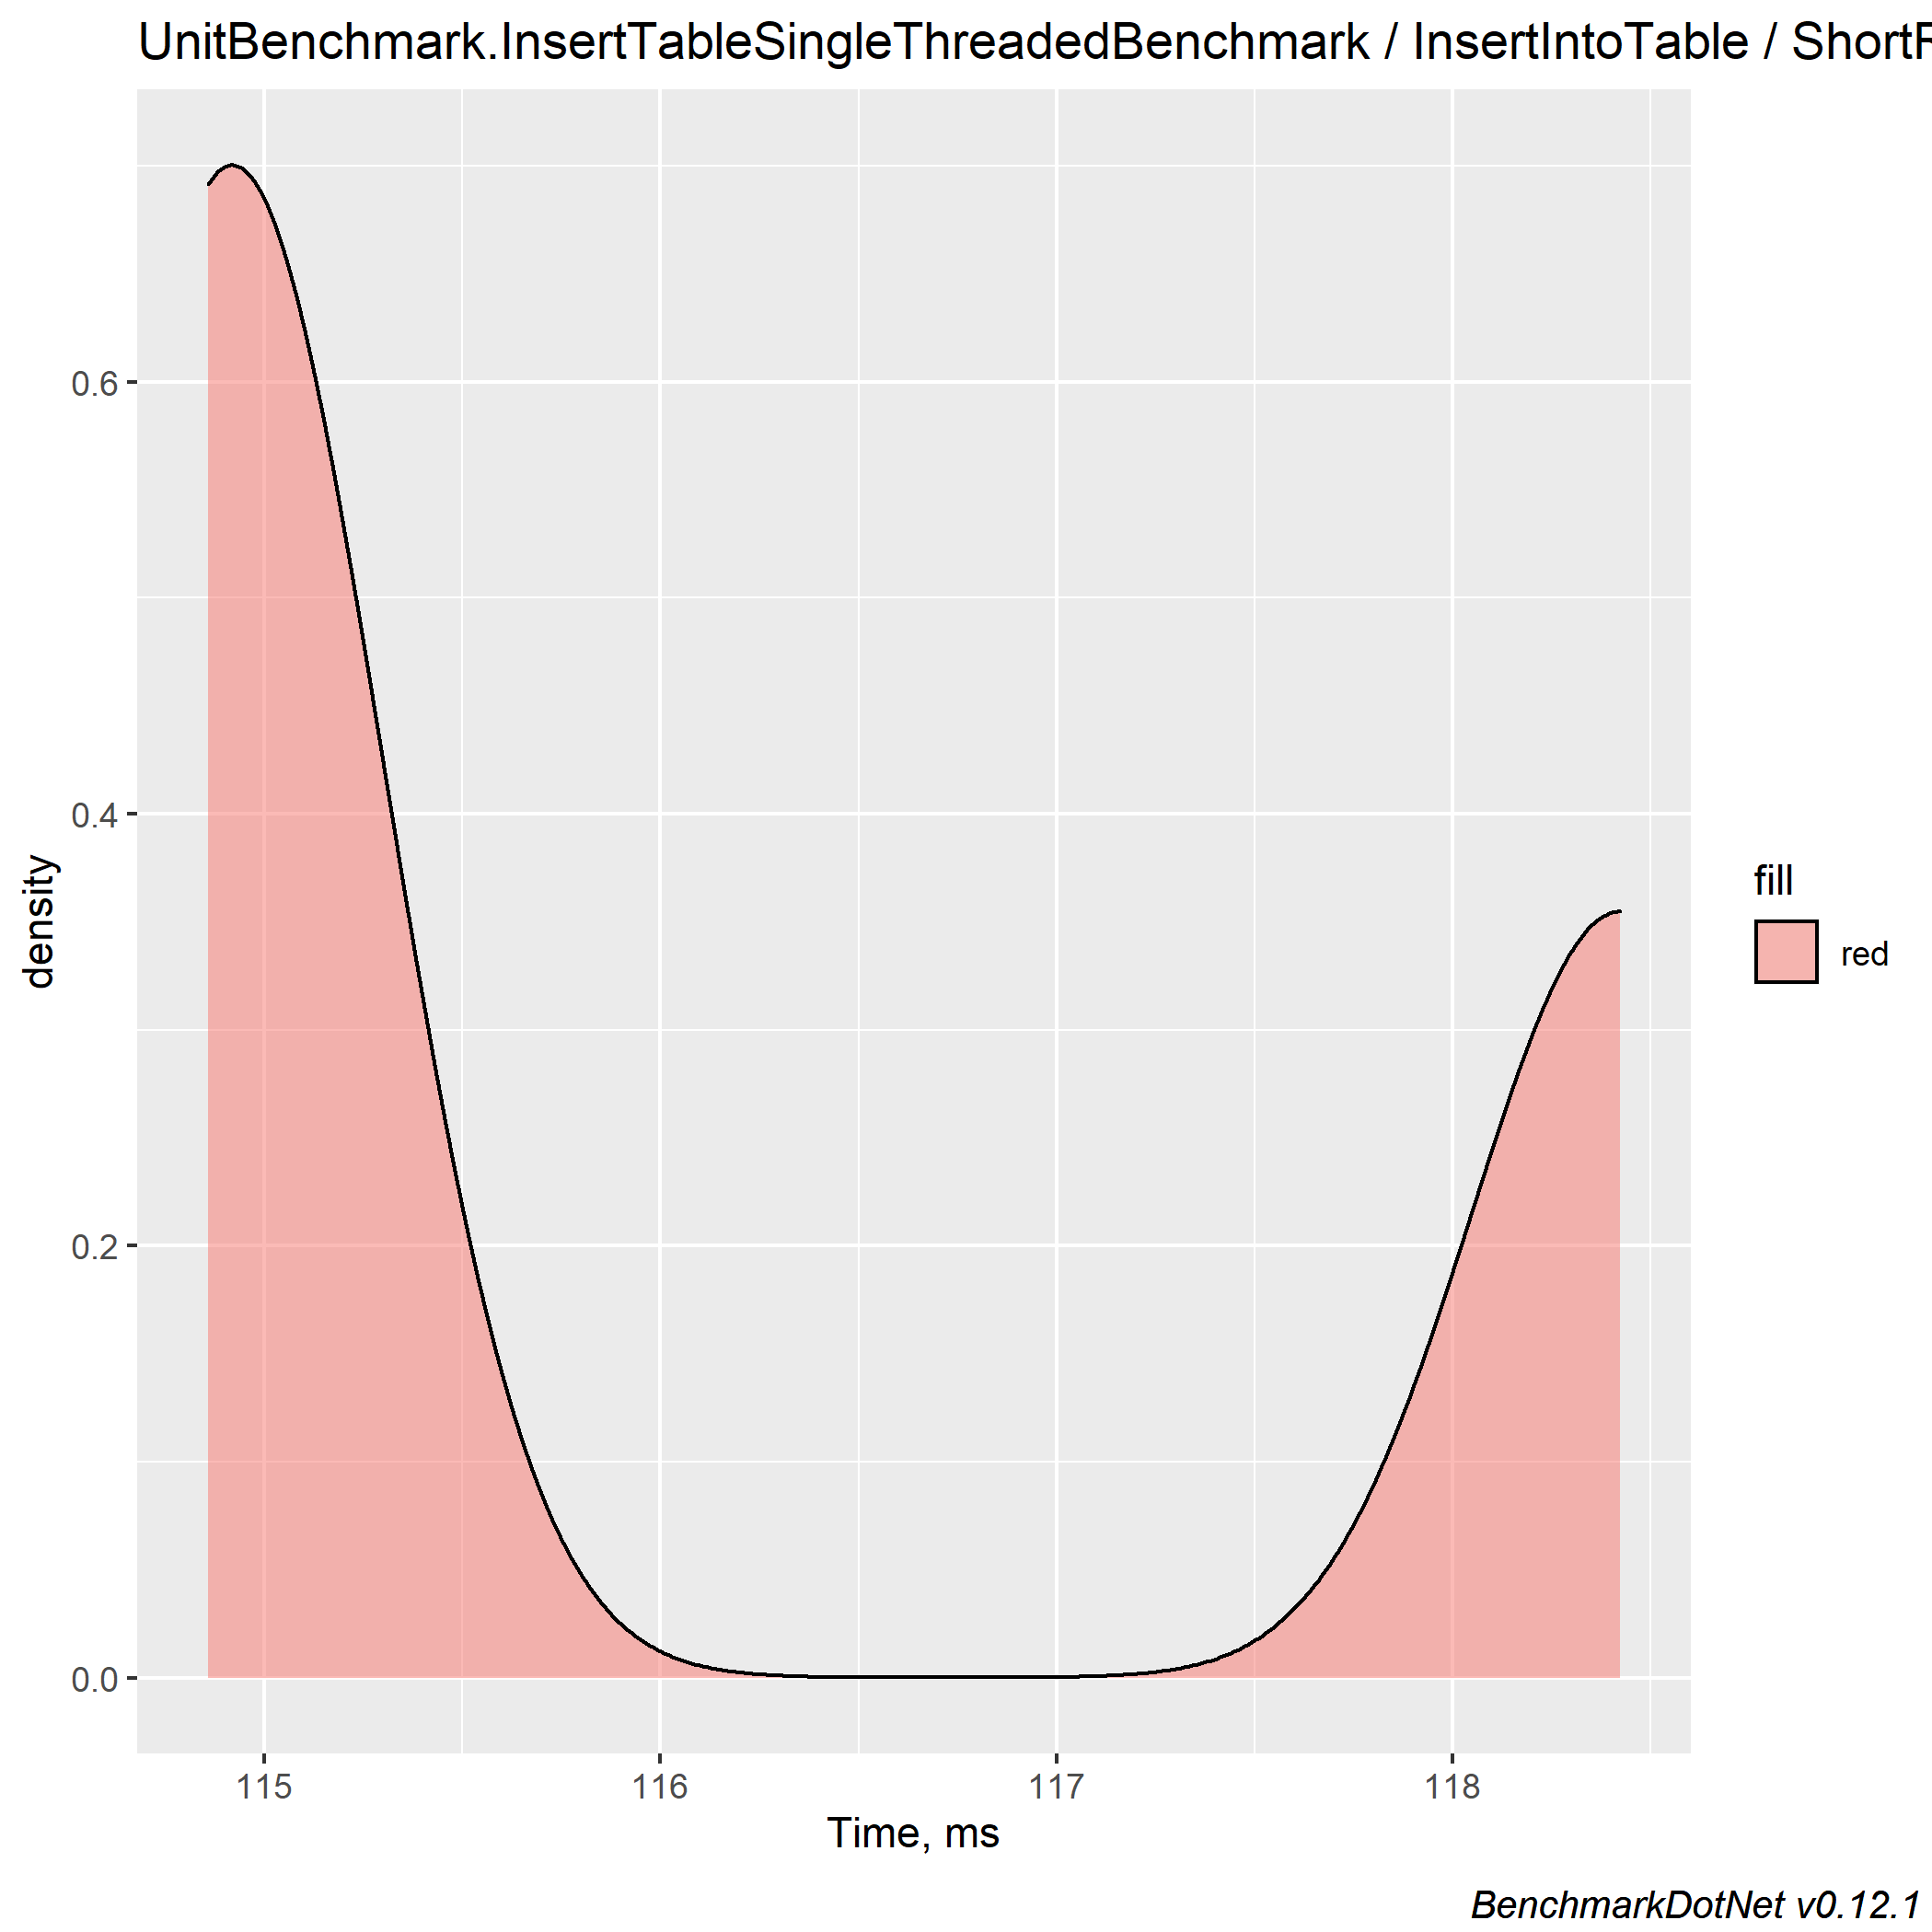 UnitBenchmark.InsertTableSingleThreadedBenchmark / InsertIntoTable / ShortR
0.6
0.4
0.2
0.0
density
115 116 117 118
Time, ms
fill
red
BenchmarkDotNet v0.12.1